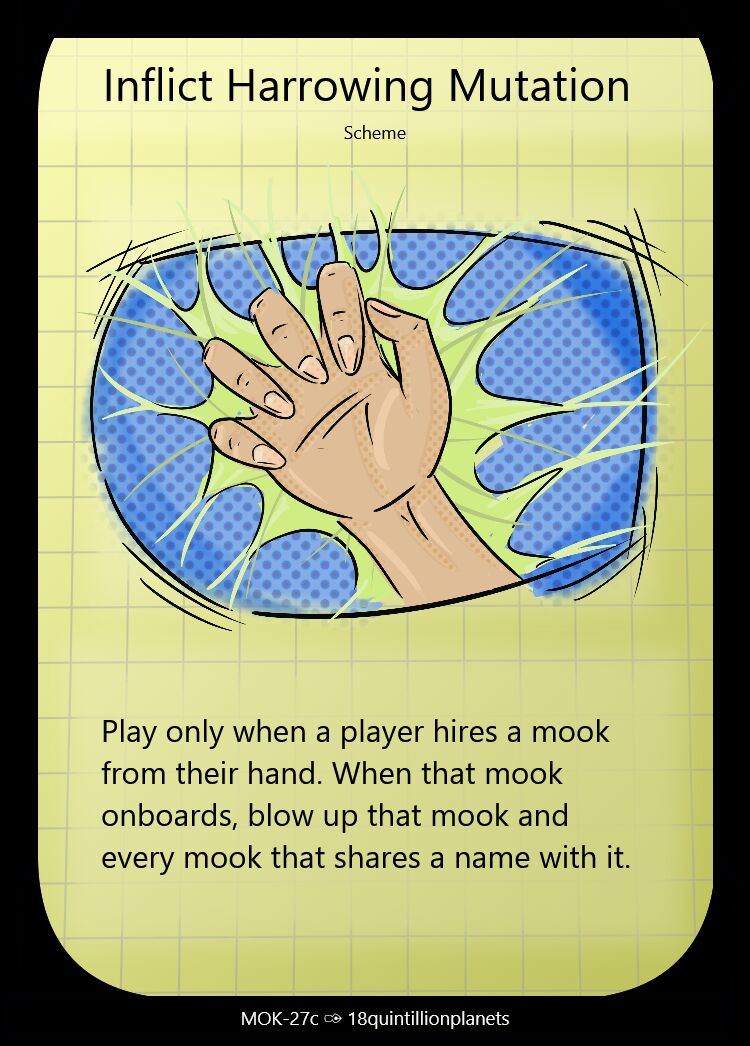 Inflict Harrowing Mutation
Scheme
Play only when a player hires a mook
from their hand. When that mook
onboards, blow up that mook and
every mook that shares a name with it.
MOK-27c ➾ 18quintillionplanets